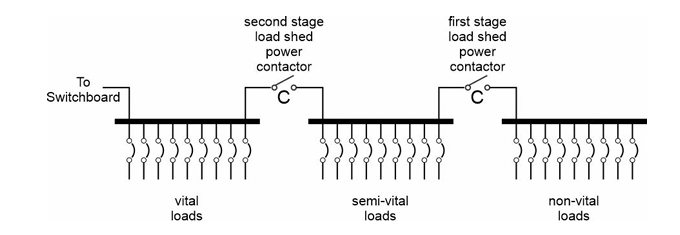 second stage
load shed
power
contactor
first stage
load shed
power
contactor
To
Switchboard
C
C
vital
loads
semi-vital
loads
non-vital
loads